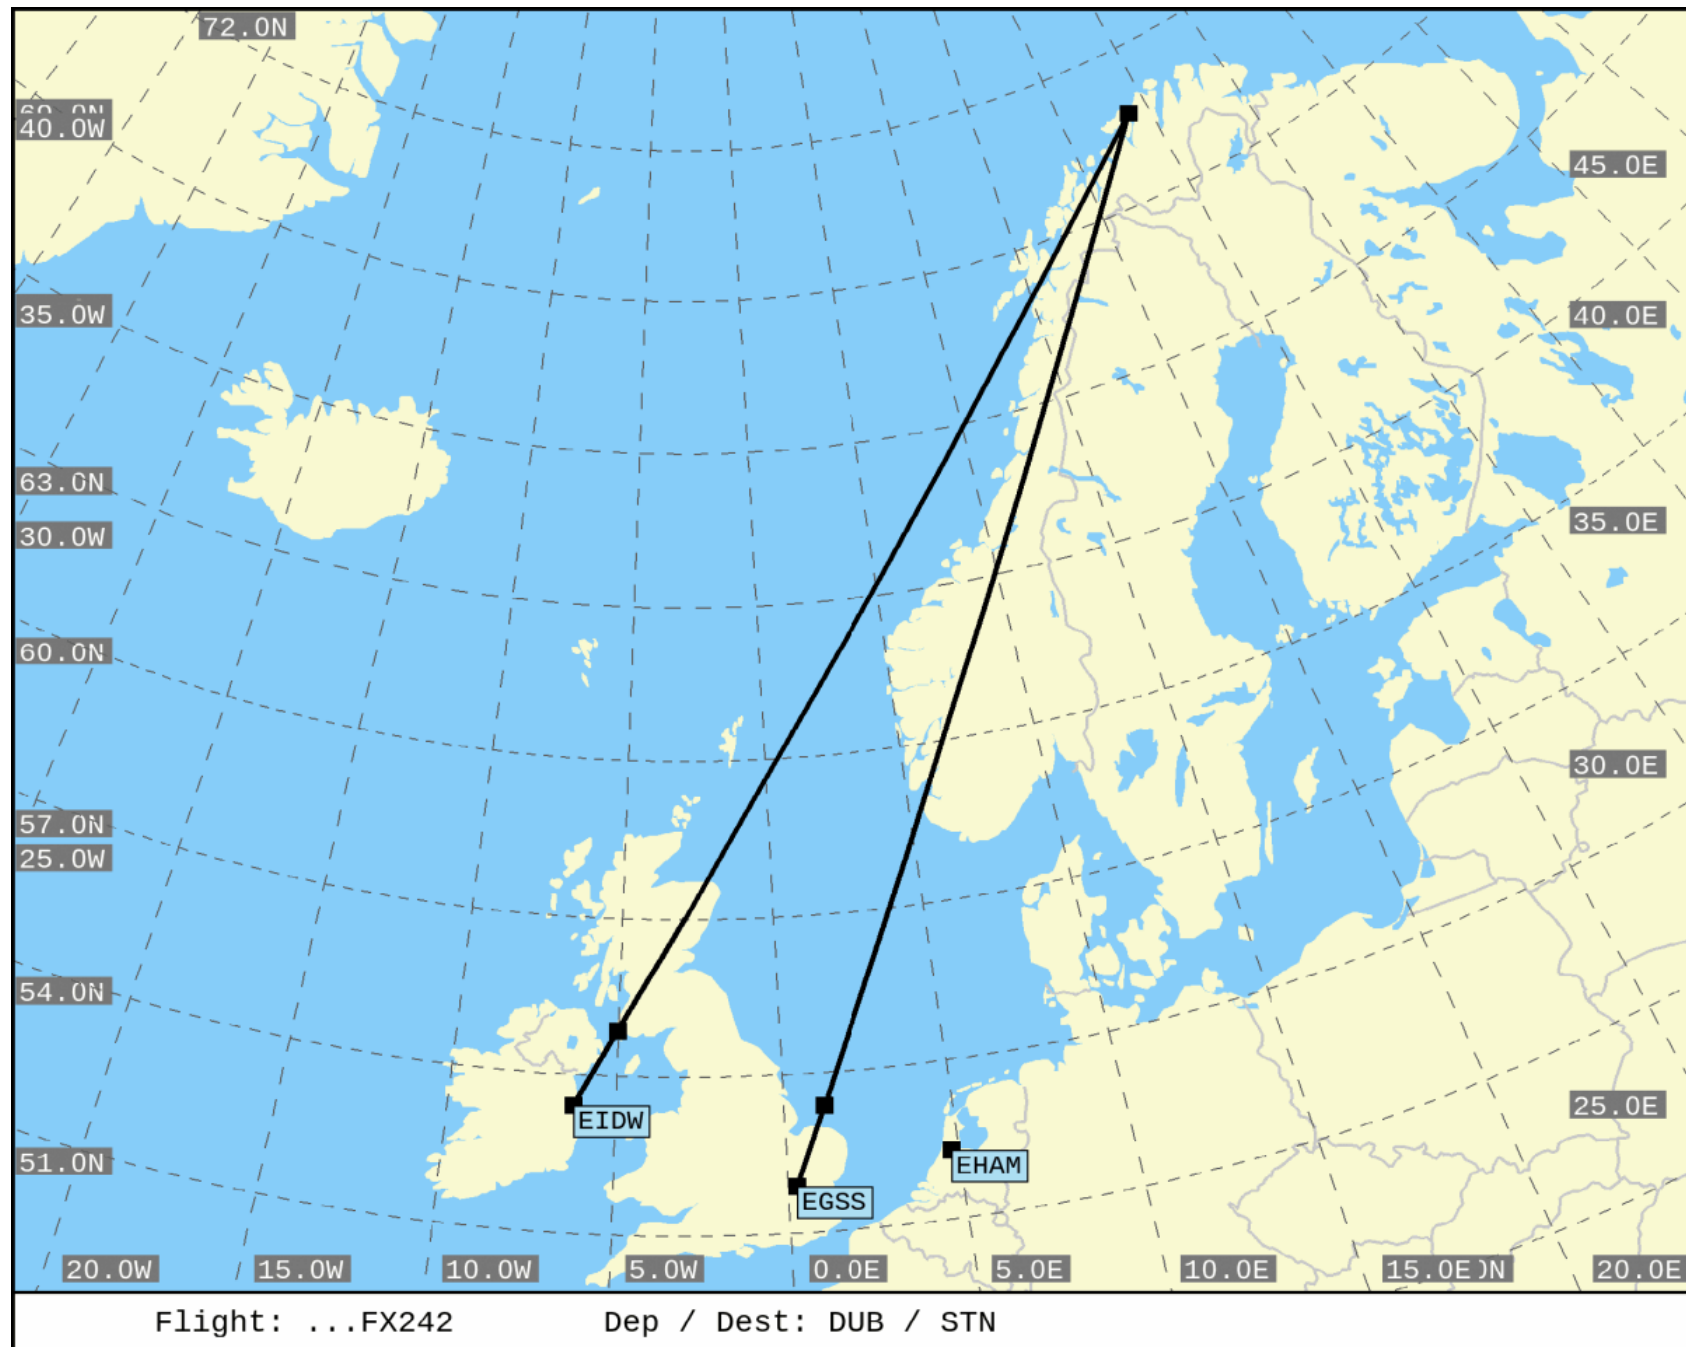 72.0N
40.0W
45.0E
35.0W
40.0E
63.0N
30.0W
35.0E
60.0N
30.0E
57.0N
25.0W
54.0N
25.0E
EIDW
51.0N
EHAM
EGSS
20.0W 15.0W 10.0W 5.0W 0.0E 5.0E 10.0E 15.0E 20.0E
Flight: ...FX242 Dep / Dest: DUB / STN